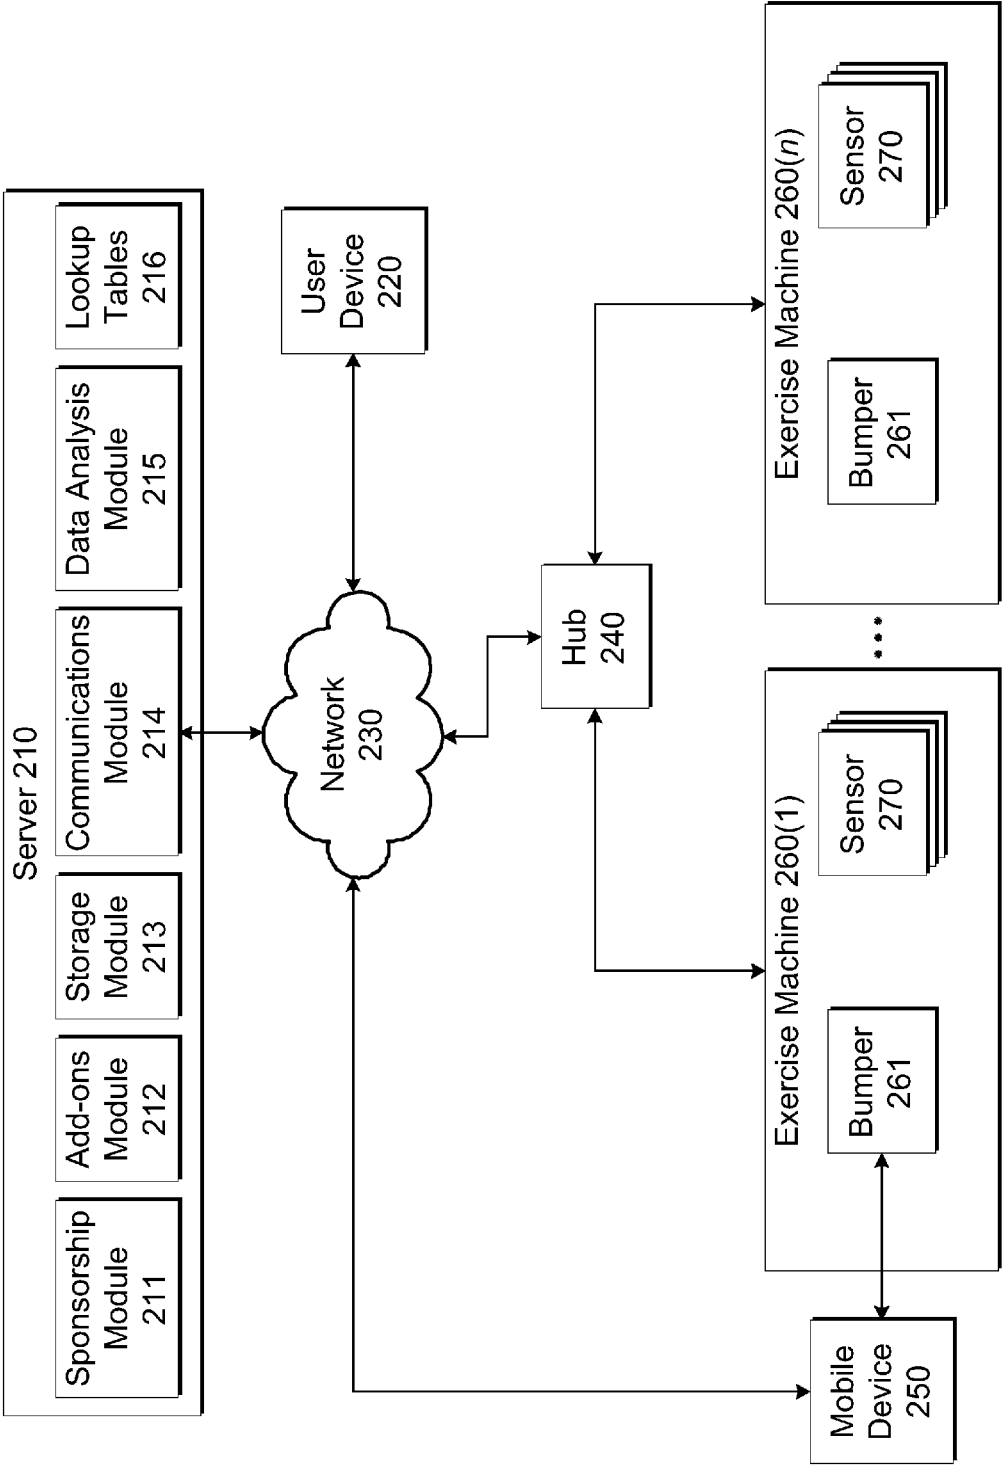 Server 210
Sponsorship
Module
211
Add-ons
Module
212
Storage
Module
213
Communications
Module
214
Data Analysis
Module
215
Lookup
Tables
216
Network
230
User
Device
220
Hub
240
Mobile
Device
250
Exercise Machine 260(1)
Bumper
261
Sensor
270
Exercise Machine 260(n)
Bumper
261
Sensor
270